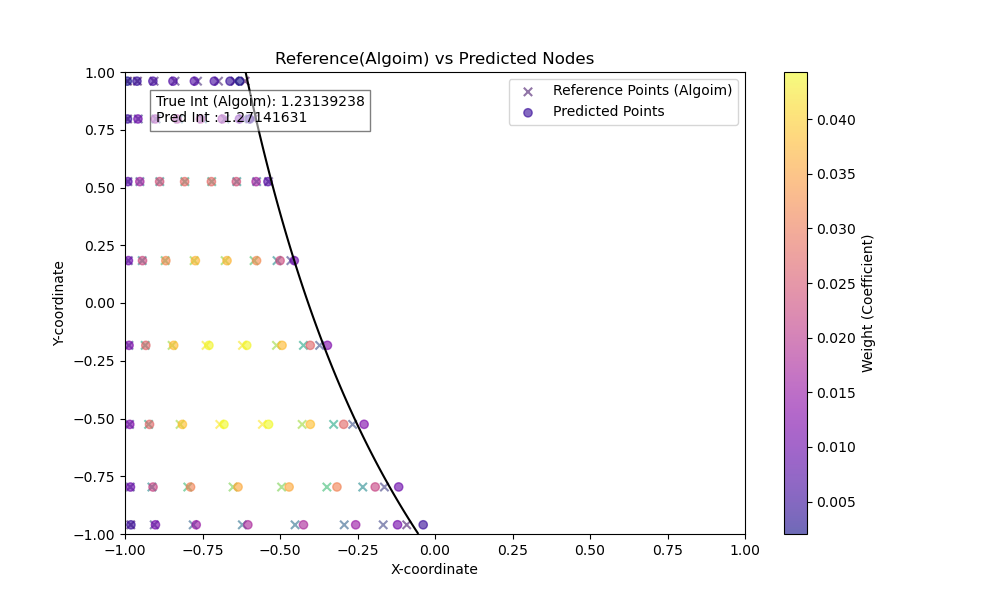 Reference(Algoim) vs Predicted Nodes
True Int (Algoim): 1.23139238
Pred Int : 1.27141631
Reference Points (Algoim)
Predicted Points
1.00
0.75
0.50
0.25
0.00
−0.25
−0.50
−0.75
−1.00
Y-coordinate
−1.00 −0.75 −0.50 −0.25 0.00 0.25 0.50 0.75 1.00
X-coordinate
0.040
0.035
0.030
0.025
0.020
0.015
0.010
0.005
Weight (Coefficient)